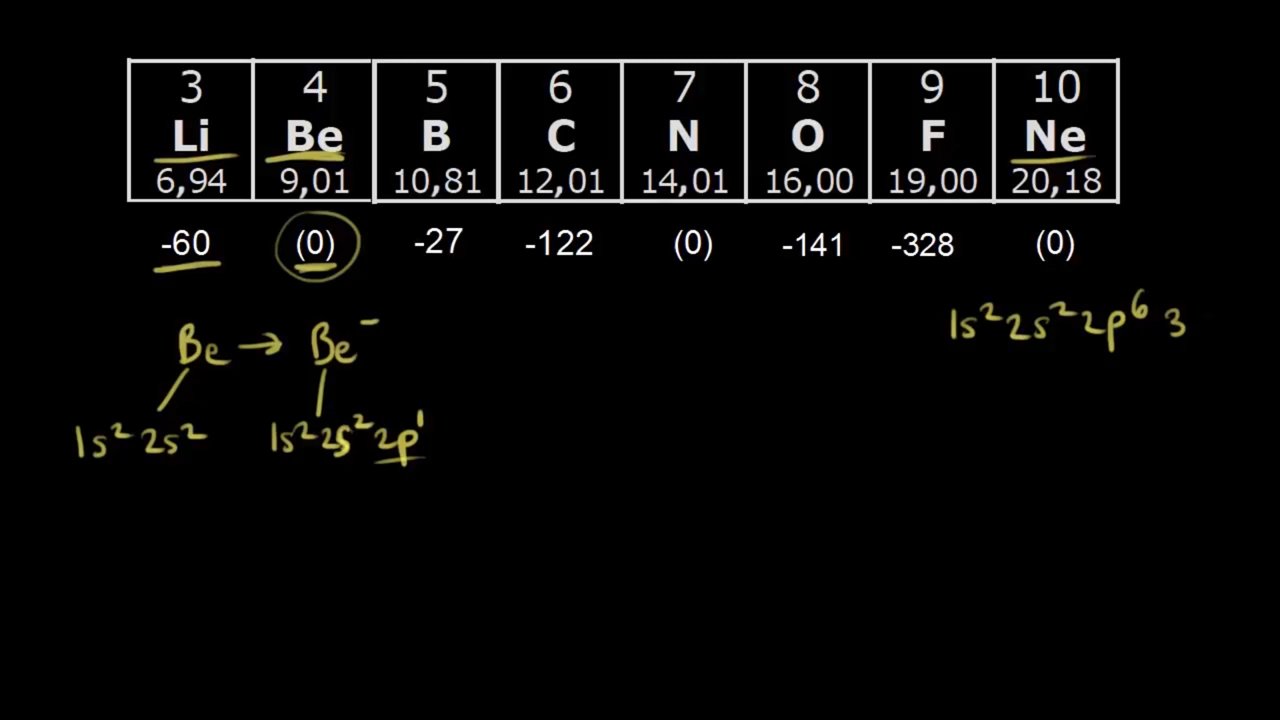 3 4 5 6 7 8 9 10
Li Be B C N O F Ne
6,94 9,01 10,81 12,01 14,01 16,00 19,00 20,18
-60 (0) -27 -122 (0) -141 -328 (0)
1s² 2s² 2p⁶ 3
Be → Be⁻
1s² 2s² 1s² 2s² 2p¹